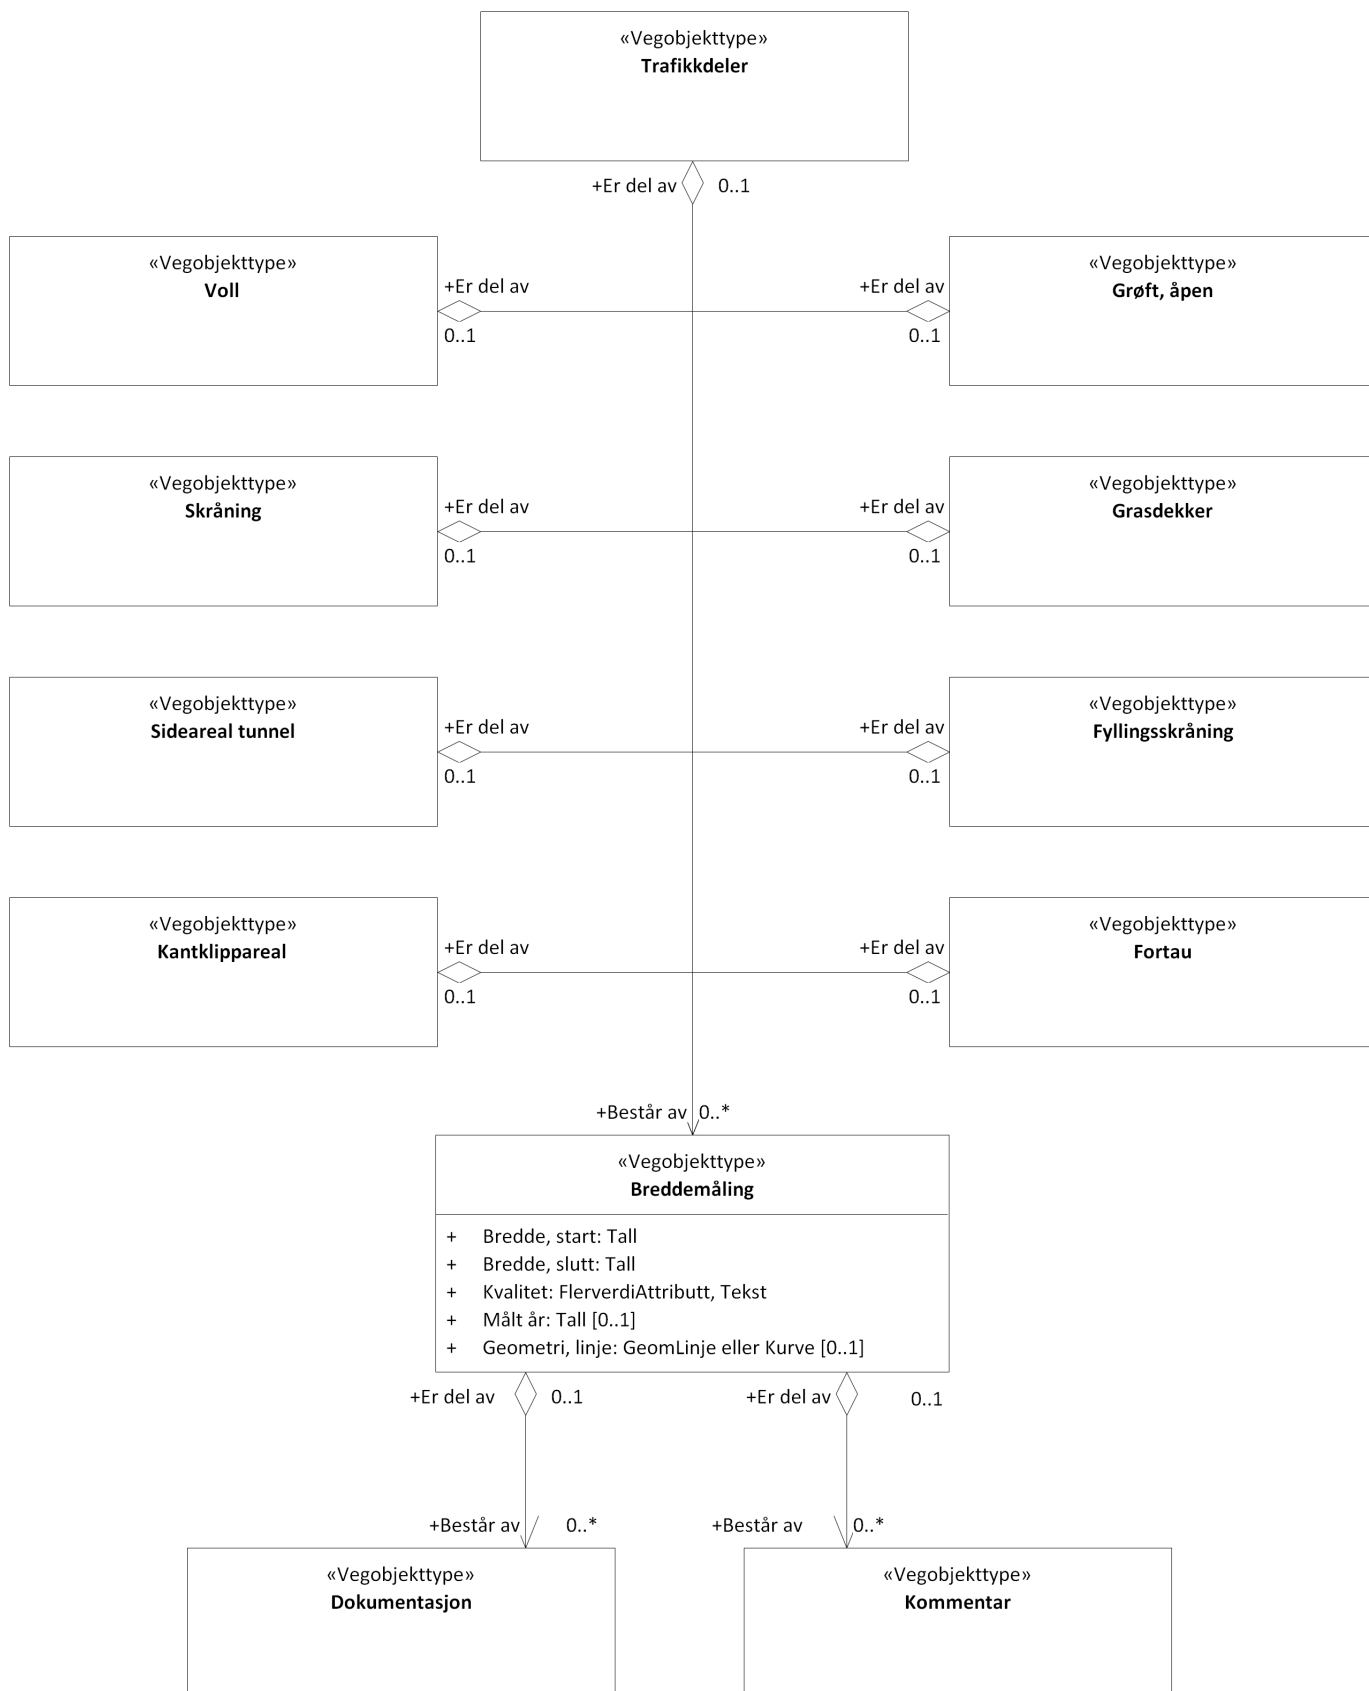 «Vegobjekttype»
Trafikkdeler
+Er del av 0..1
«Vegobjekttype»
Voll
+Er del av
0..1
+Er del av
0..1
«Vegobjekttype»
Grøft, åpen
«Vegobjekttype»
Skråning
+Er del av
0..1
+Er del av
0..1
«Vegobjekttype»
Grasdekker
«Vegobjekttype»
Sideareal tunnel
+Er del av
0..1
+Er del av
0..1
«Vegobjekttype»
Fyllingsskråning
«Vegobjekttype»
Kantklippareal
+Er del av
0..1
+Er del av
0..1
«Vegobjekttype»
Fortau
+Består av 0..*
«Vegobjekttype»
Breddemåling
+ Bredde, start: Tall
+ Bredde, slutt: Tall
+ Kvalitet: FlerverdiAttributt, Tekst
+ Målt år: Tall [0..1]
+ Geometri, linje: GeomLinje eller Kurve [0..1]
+Er del av 0..1
+Er del av 0..1
+Består av 0..*
+Består av 0..*
«Vegobjekttype»
Dokumentasjon
«Vegobjekttype»
Kommentar